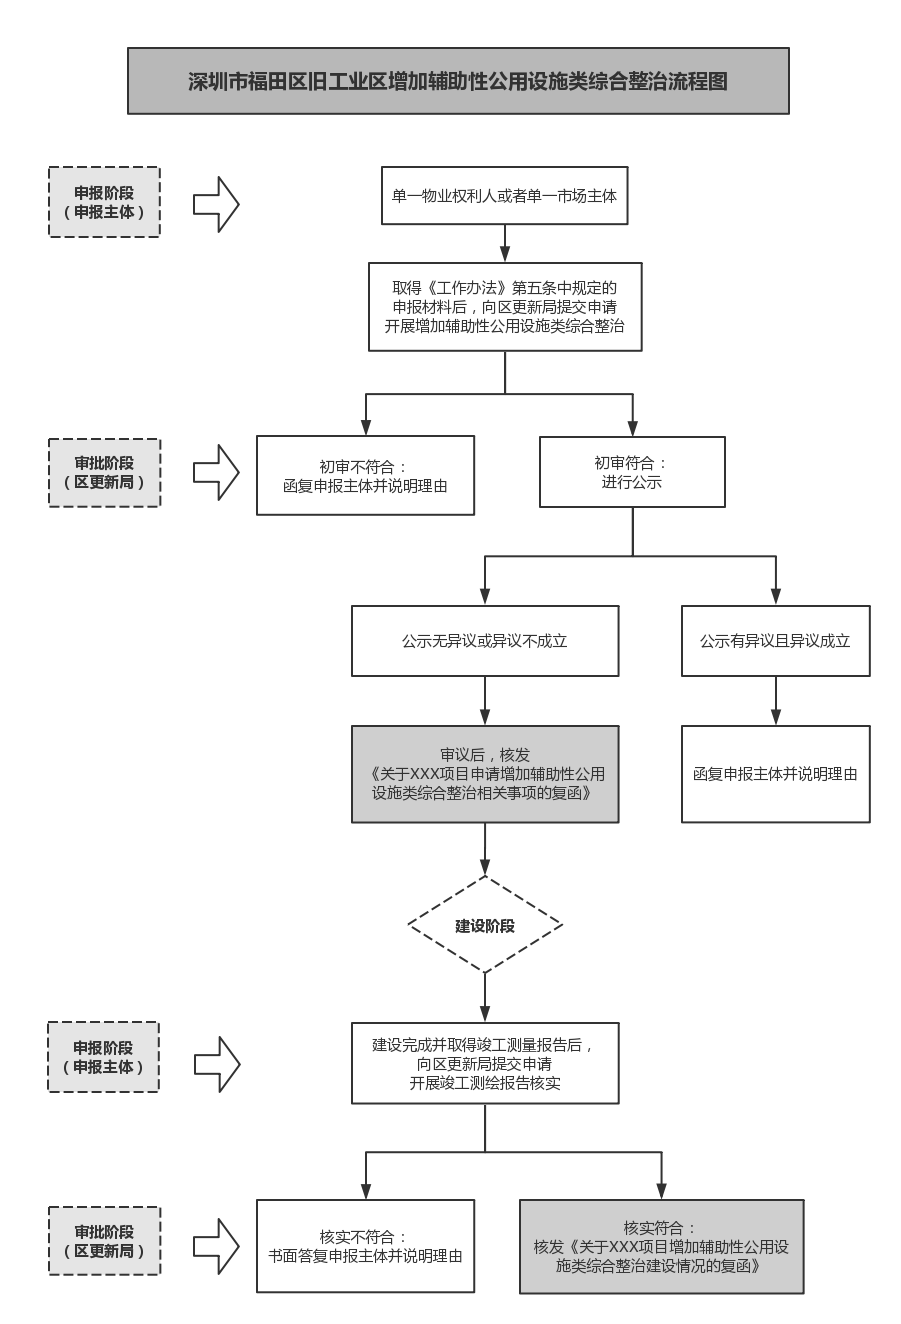 深圳市福田区旧工业区增加辅助性公用设施类综合整治流程图
申报阶段
（申报主体）
单一物业权利人或者单一市场主体
取得《工作办法》第五条中规定的
申报材料后，向区更新局提交申请
开展增加辅助性公用设施类综合整治
审批阶段
（区更新局）
初审不符合：
函复申报主体并说明理由
初审符合：
进行公示
公示无异议或异议不成立
公示有异议且异议成立
审议后，核发
《关于XXX项目申请增加辅助性公用
设施类综合整治相关事项的复函》
函复申报主体并说明理由
建设阶段
申报阶段
（申报主体）
建设完成并取得竣工测量报告后，
向区更新局提交申请
开展竣工测绘报告核实
审批阶段
（区更新局）
核实不符合：
书面答复申报主体并说明理由
核实符合：
核发《关于XXX项目增加辅助性公用设
施类综合整治建设情况的复函》